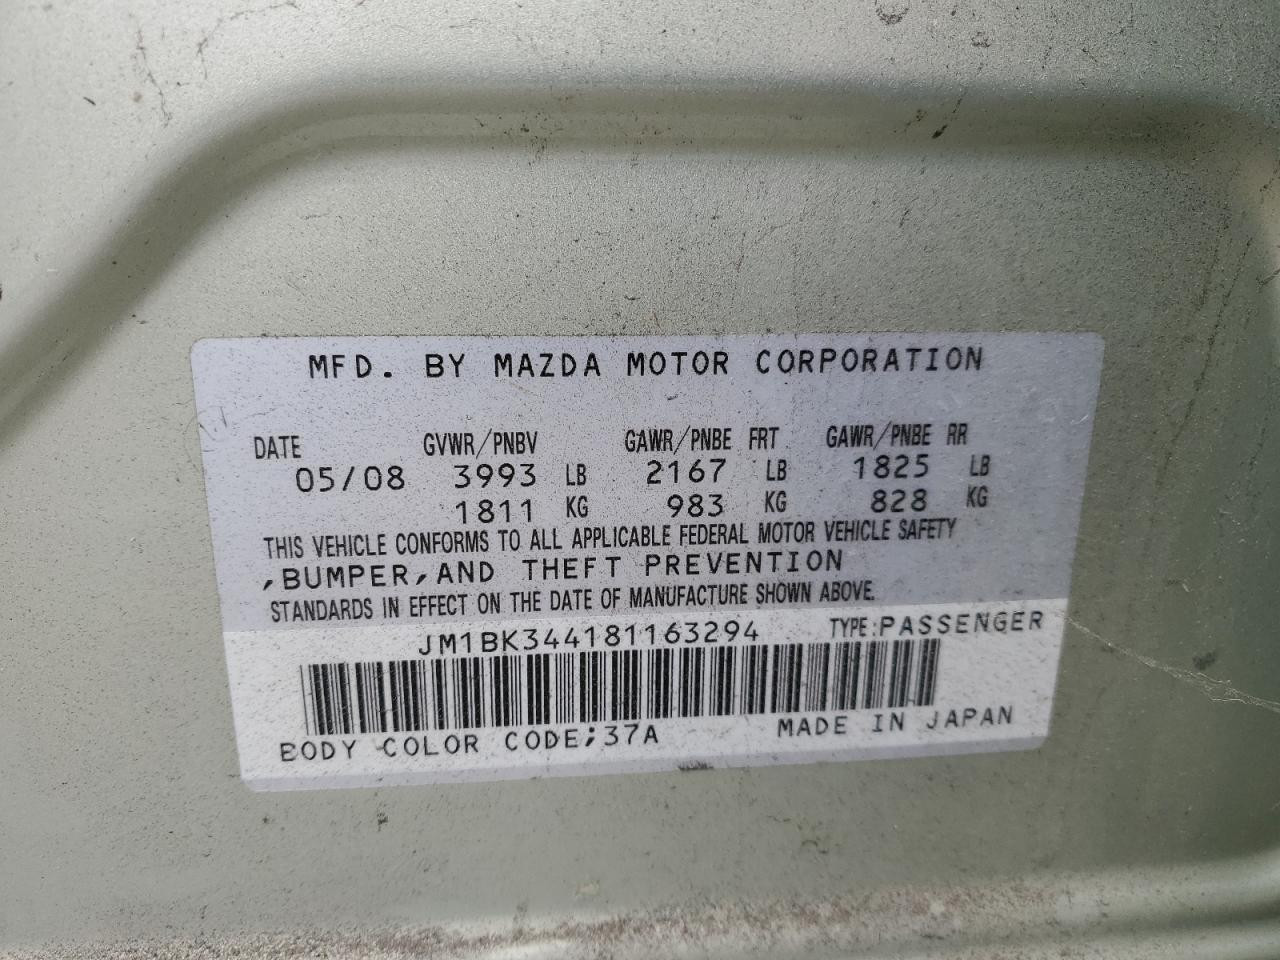 MFD. BY MAZDA MOTOR CORPORATION
DATE GVWR/PNBV GAWR/PNBE FRT GAWR/PNBE RR
05/08 3993 LB 2167 LB 1825 LB
1811 KG 983 KG 828 KG
THIS VEHICLE CONFORMS TO ALL APPLICABLE FEDERAL MOTOR VEHICLE SAFETY
,BUMPER,AND THEFT PREVENTION
STANDARDS IN EFFECT ON THE DATE OF MANUFACTURE SHOWN ABOVE.
JM1BK344181163294 TYPE:PASSENGER
BODY COLOR CODE;37A MADE IN JAPAN